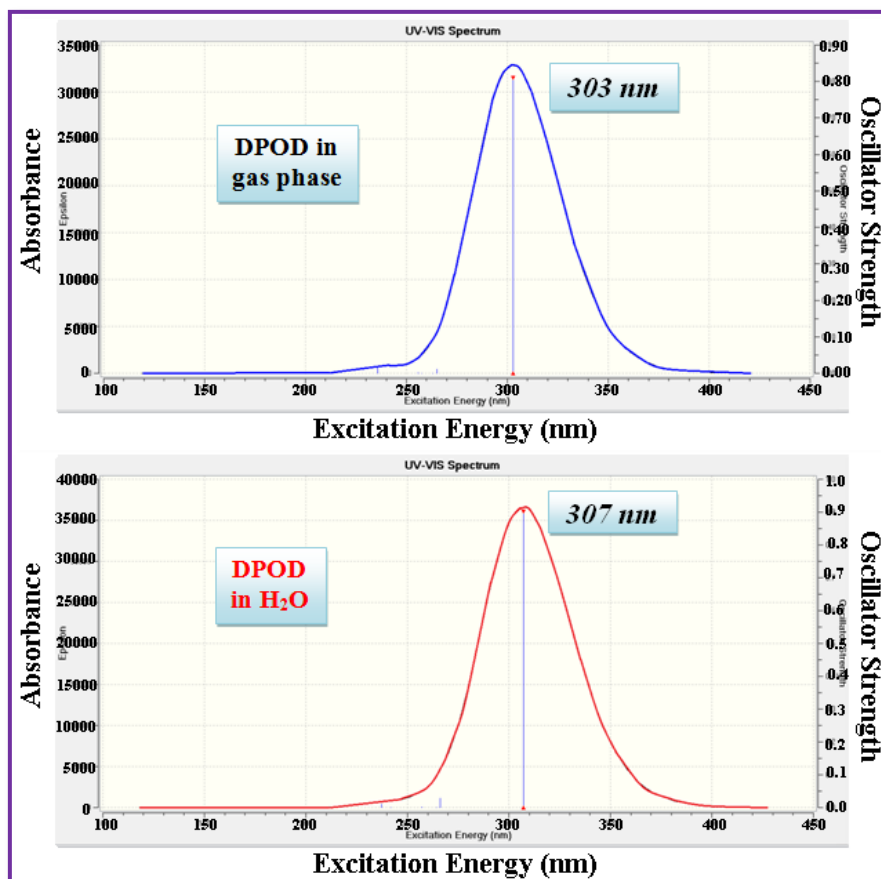 UV-VIS Spectrum
35000
30000
25000
20000
15000
10000
5000
0
0.90
0.80
0.70
0.60
0.50
0.40
0.30
0.20
0.10
0.00
303 nm
DPOD in
gas phase
Absorbance
Epsilon
Oscillator Strength
Oscillator Strength
100 150 200 250 300 350 400 450
Excitation Energy (nm)
Excitation Energy (nm)
UV-VIS Spectrum
40000
35000
30000
25000
20000
15000
10000
5000
0
1.0
0.9
0.8
0.7
0.6
0.5
0.4
0.3
0.2
0.1
0.0
307 nm
DPOD
in H₂O
Absorbance
Epsilon
Oscillator Strength
Oscillator Strength
100 150 200 250 300 350 400 450
Excitation Energy (nm)
Excitation Energy (nm)